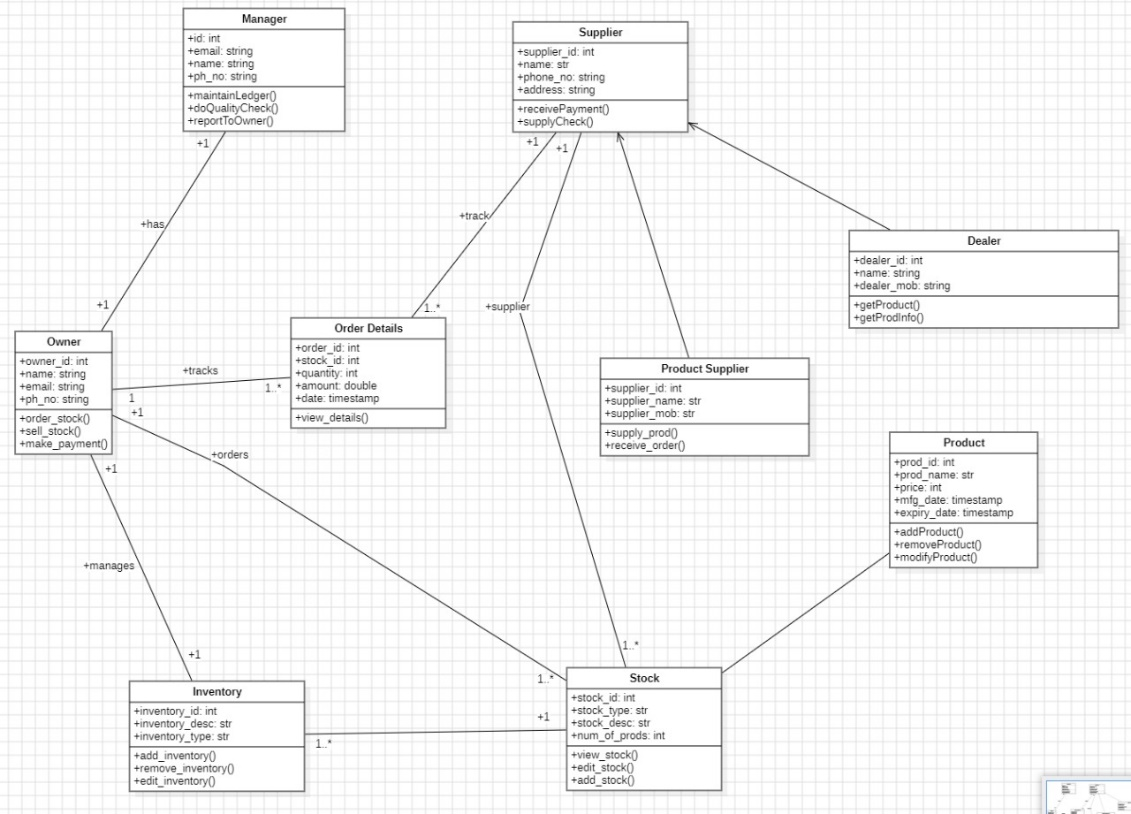 Manager
+id: int
+email: string
+name: string
+ph_no: string
+maintainLedger()
+doQualityCheck()
+reportToOwner()
Supplier
+supplier_id: int
+name: str
+phone_no: string
+address: string
+receivePayment()
+supplyCheck()
+1
+1
+1
+has
+track
Dealer
+dealer_id: int
+name: string
+dealer_mob: string
+getProduct()
+getProdInfo()
+1
1..*
+supplier
Owner
+owner_id: int
+name: string
+email: string
+ph_no: string
+order_stock()
+sell_stock()
+make_payment()
Order Details
+order_id: int
+stock_id: int
+quantity: int
+amount: double
+date: timestamp
+view_details()
+tracks
1
1..*
+1
Product Supplier
+supplier_id: int
+supplier_name: str
+supplier_mob: str
+supply_prod()
+receive_order()
Product
+prod_id: int
+prod_name: str
+price: int
+mfg_date: timestamp
+expiry_date: timestamp
+addProduct()
+removeProduct()
+modifyProduct()
+orders
+1
+manages
+1
1..*
1..*
Inventory
+inventory_id: int
+inventory_desc: str
+inventory_type: str
+add_inventory()
+remove_inventory()
+edit_inventory()
1..*
+1
Stock
+stock_id: int
+stock_type: str
+stock_desc: str
+num_of_prods: int
+view_stock()
+edit_stock()
+add_stock()